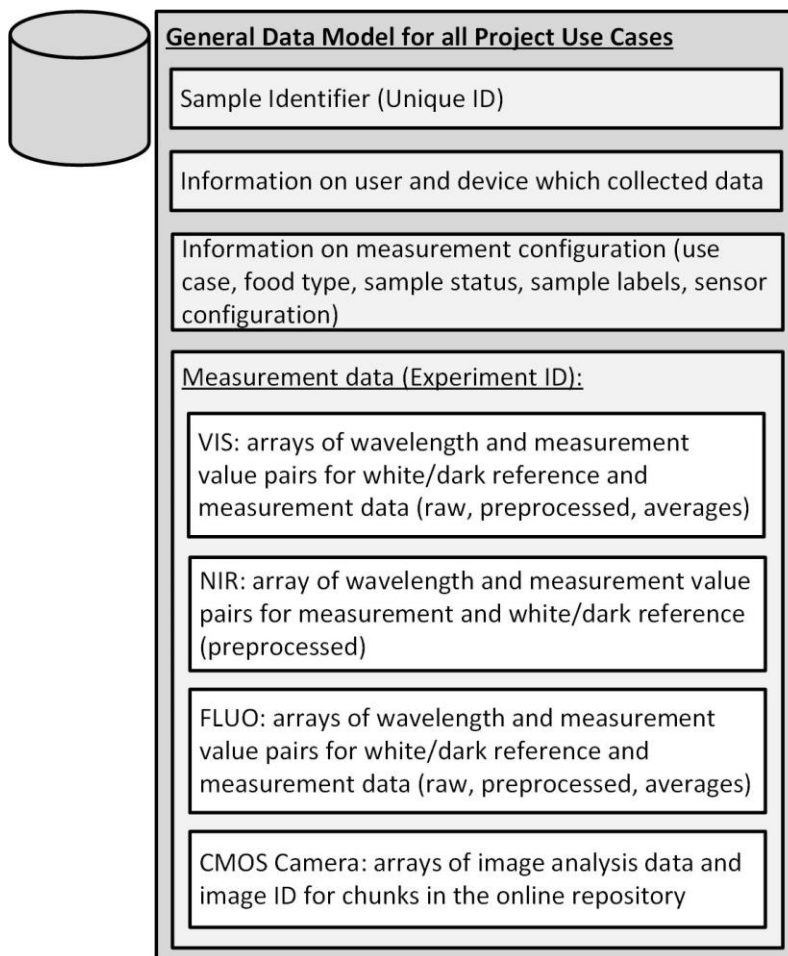 General Data Model for all Project Use Cases
Sample Identifier (Unique ID)
Information on user and device which collected data
Information on measurement configuration (use
case, food type, sample status, sample labels, sensor
configuration)
Measurement data (Experiment ID):
VIS: arrays of wavelength and measurement
value pairs for white/dark reference and
measurement data (raw, preprocessed, averages)
NIR: array of wavelength and measurement value
pairs for measurement and white/dark reference
(preprocessed)
FLUO: arrays of wavelength and measurement
value pairs for white/dark reference and
measurement data (raw, preprocessed, averages)
CMOS Camera: arrays of image analysis data and
image ID for chunks in the online repository